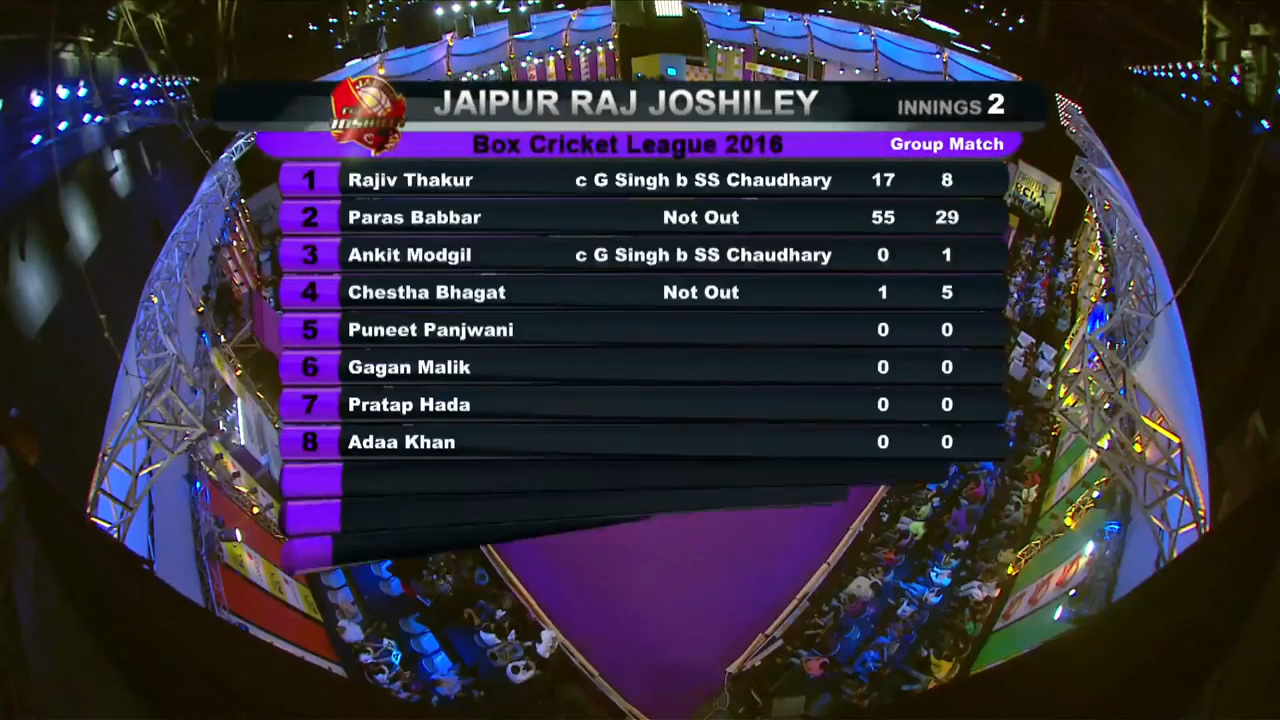 JAIPUR RAJ JOSHILEY INNINGS 2
JOSHILEY
Box Cricket League 2016 Group Match
1 Rajiv Thakur c G Singh b SS Chaudhary 17 8
2 Paras Babbar Not Out 55 29
3 Ankit Modgil c G Singh b SS Chaudhary 0 1
4 Chestha Bhagat Not Out 1 5
5 Puneet Panjwani 0 0
6 Gagan Malik 0 0
7 Pratap Hada 0 0
8 Adaa Khan 0 0